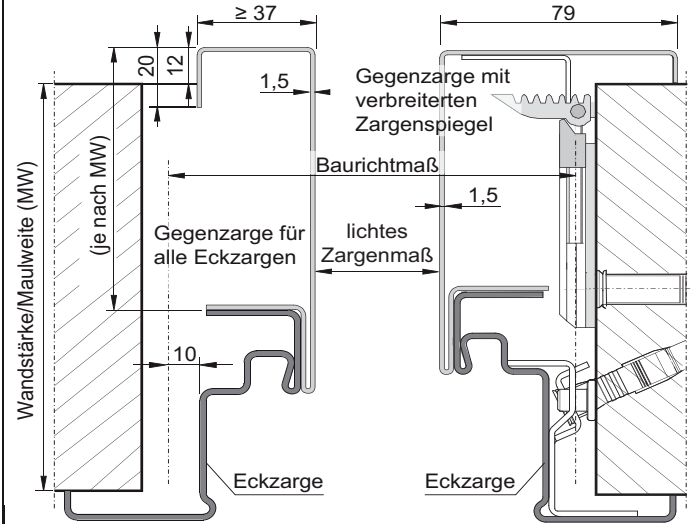 ≥ 37
79
20
12
1,5
Gegenzarge mit
verbreiterten
Zargenspiegel
Wandstärke/Maulweite (MW)
(je nach MW)
Baurichtmaß
1,5
Gegenzarge für
alle Eckzargen
lichtes
Zargenmaß
10
Eckzarge
Eckzarge